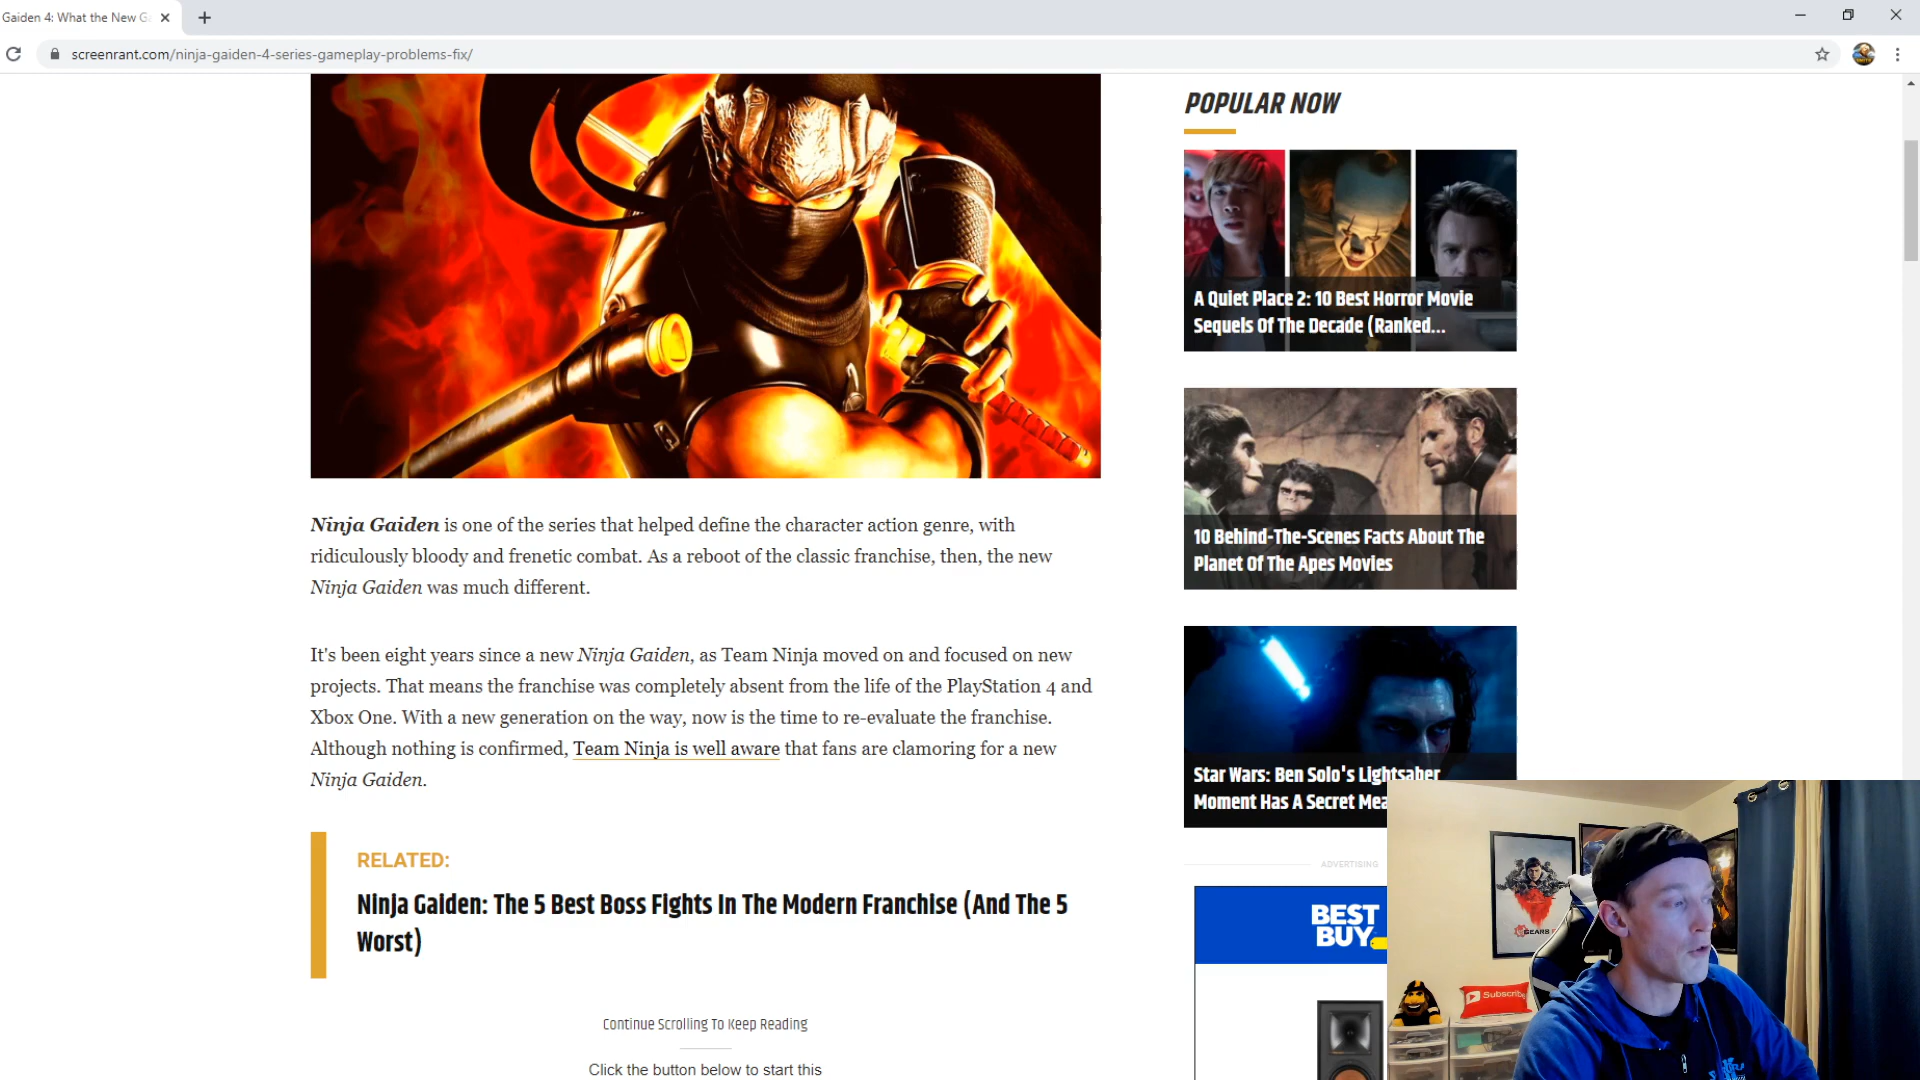 Gaiden 4: What the New G
screenrant.com/ninja-gaiden-4-series-gameplay-problems-fix/
POPULAR NOW
A Quiet Place 2: 10 Best Horror Movie
Sequels Of The Decade (Ranked...
10 Behind-The-Scenes Facts About The
Planet Of The Apes Movies
Star Wars: Ben Solo's Lightsaber
Moment Has A Secret Mea
ADVERTISING
BEST
BUY
Ninja Gaiden is one of the series that helped define the character action genre, with
ridiculously bloody and frenetic combat. As a reboot of the classic franchise, then, the new
Ninja Gaiden was much different.
It's been eight years since a new Ninja Gaiden, as Team Ninja moved on and focused on new
projects. That means the franchise was completely absent from the life of the PlayStation 4 and
Xbox One. With a new generation on the way, now is the time to re-evaluate the franchise.
Although nothing is confirmed, Team Ninja is well aware that fans are clamoring for a new
Ninja Gaiden.
RELATED:
Ninja Gaiden: The 5 Best Boss Fights In The Modern Franchise (And The 5
Worst)
Continue Scrolling To Keep Reading
Click the button below to start this
GEARS
Subscribe